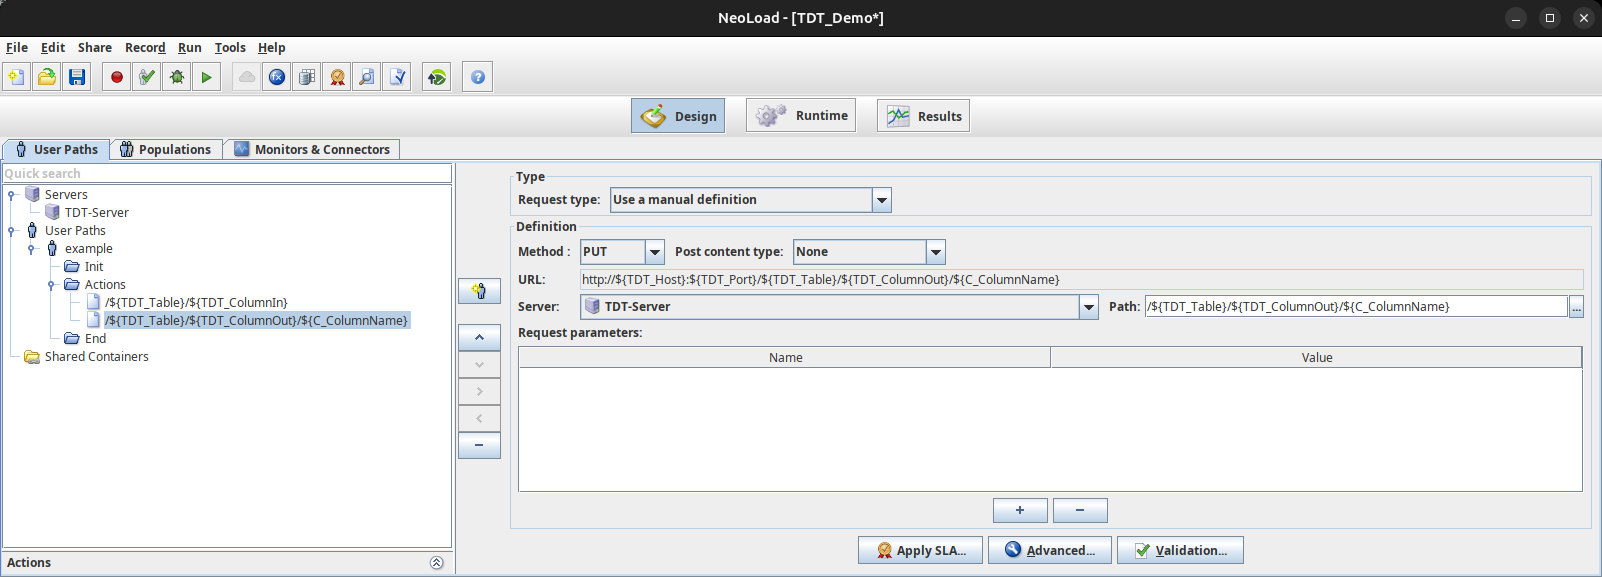 NeoLoad - [TDT_Demo*]
File Edit Share Record Run Tools Help
Design Runtime Results
User Paths Populations Monitors & Connectors
Quick search
Servers
TDT-Server
User Paths
example
Init
Actions
/${TDT_Table}/${TDT_ColumnIn}
/${TDT_Table}/${TDT_ColumnOut}/${C_ColumnName}
End
Shared Containers
Actions
Type
Request type: Use a manual definition
Definition
Method : PUT Post content type: None
URL: http://${TDT_Host}:${TDT_Port}/${TDT_Table}/${TDT_ColumnOut}/${C_ColumnName}
Server: TDT-Server Path: /${TDT_Table}/${TDT_ColumnOut}/${C_ColumnName} ...
Request parameters:
Name Value
+ −
Apply SLA... Advanced... Validation...